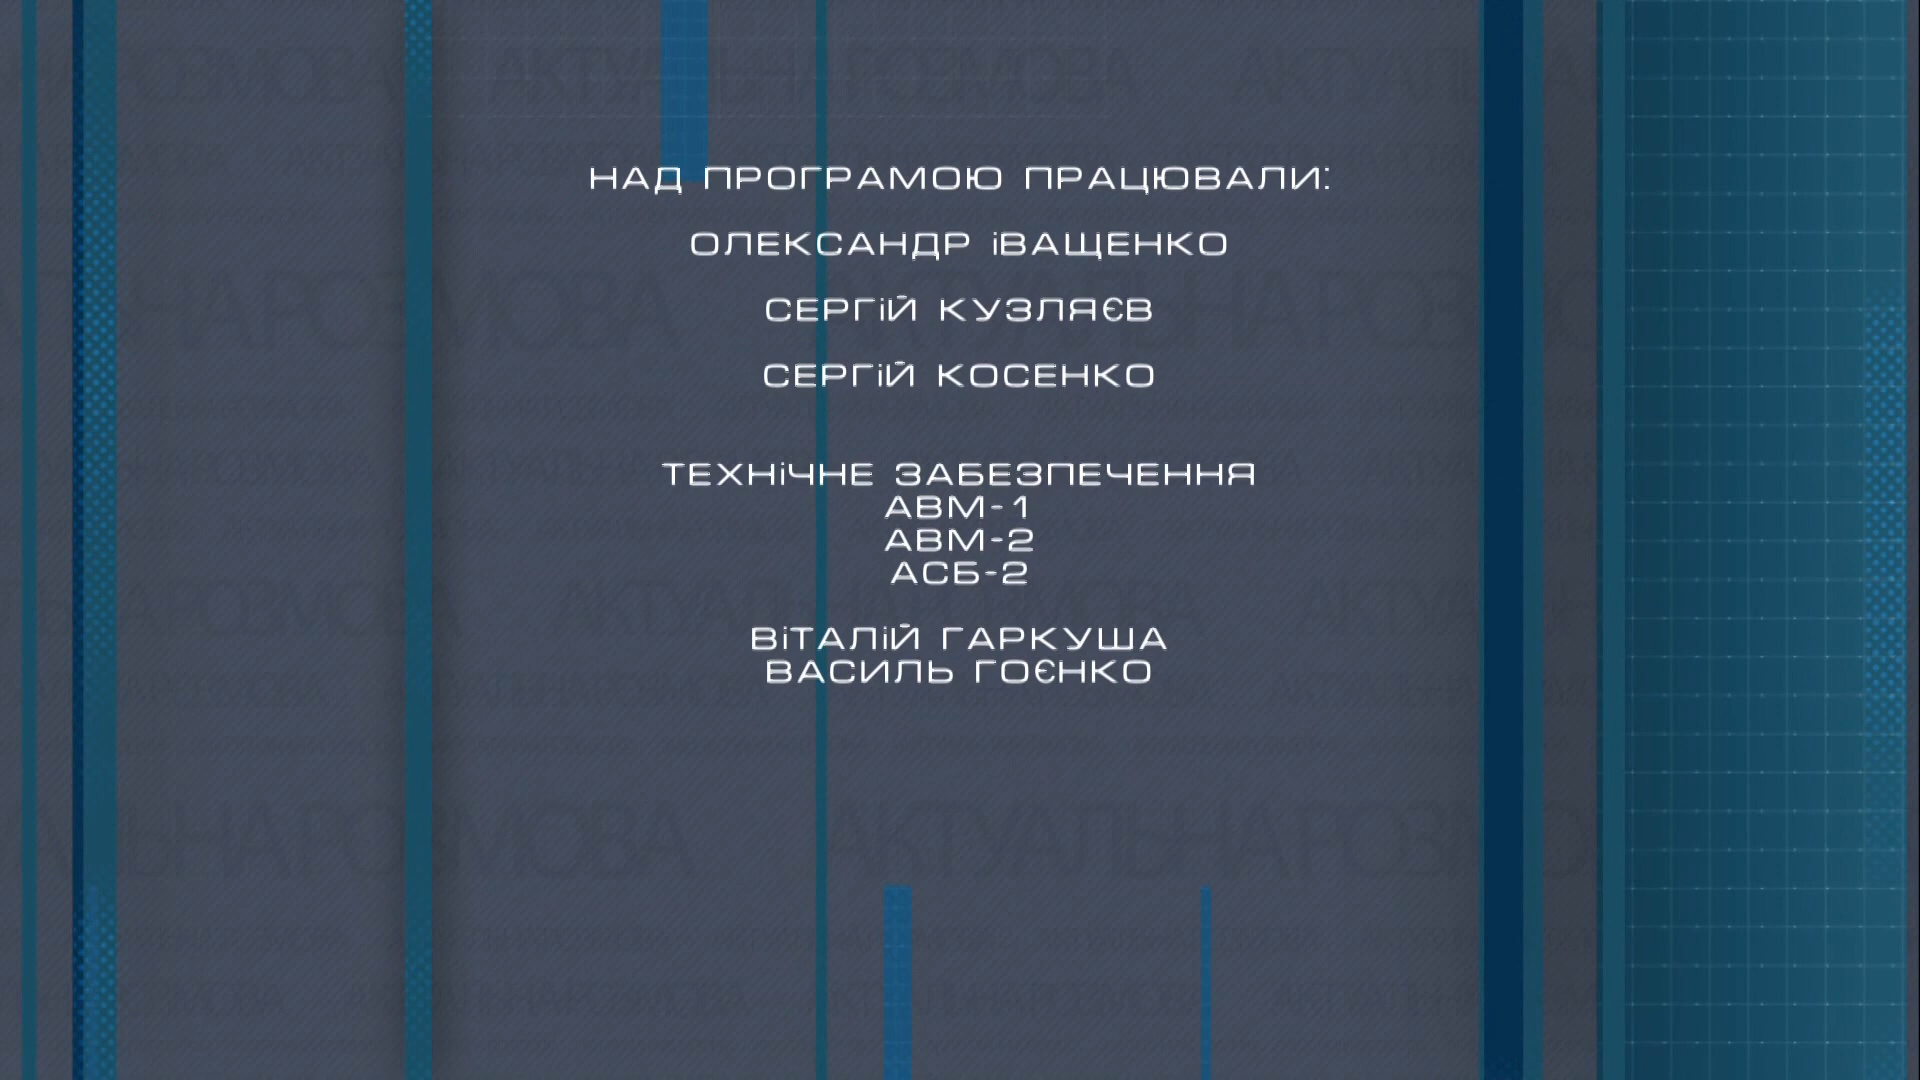 НАД ПРОГРАМОЮ ПРАЦЮВАЛИ:
ОЛЕКСАНДР іВАЩЕНКО
СЕРГіЙ КУЗЛЯЄВ
СЕРГіЙ КОСЕНКО
ТЕХНіЧНЕ ЗАБЕЗПЕЧЕННЯ
АВМ-1
АВМ-2
АСБ-2
ВіТАЛіЙ ГАРКУША
ВАСИЛЬ ГОЄНКО